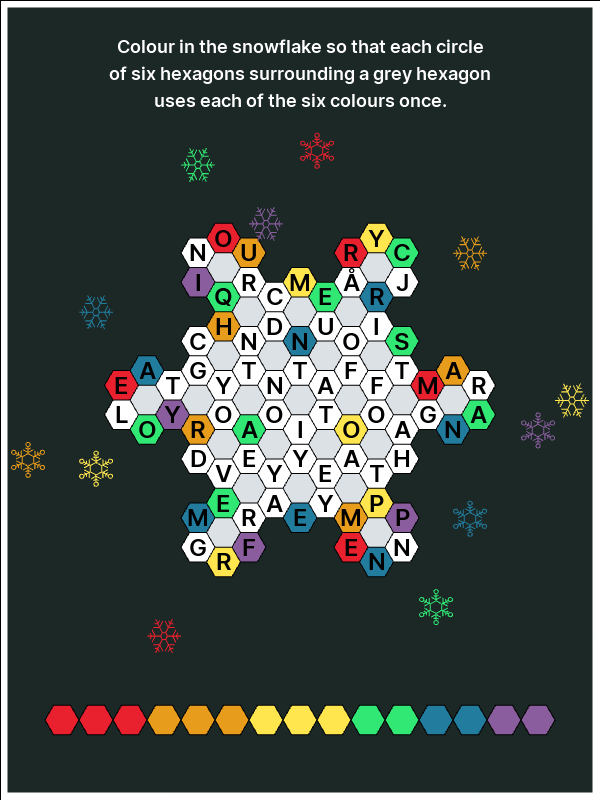 Colour in the snowflake so that each circle
of six hexagons surrounding a grey hexagon
uses each of the six colours once.
O Y
N U R C
I R M Å J
Q C E R
H D U I
C N N O S
A G T T F T A
E T Y N A F M R
L Y O O T O G A
O R A I O A N
D E Y A H
V Y E T
E A Y P
M R E M P
G F E N
R N